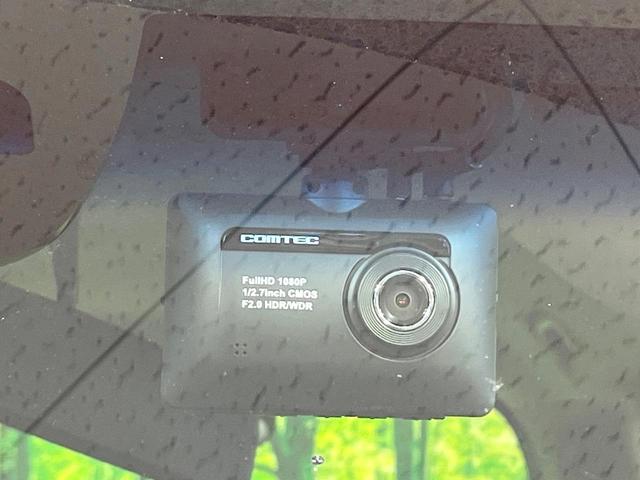 COMTEC
FullHD 1080P
1/2.7inch CMOS
F2.0 HDR/WDR